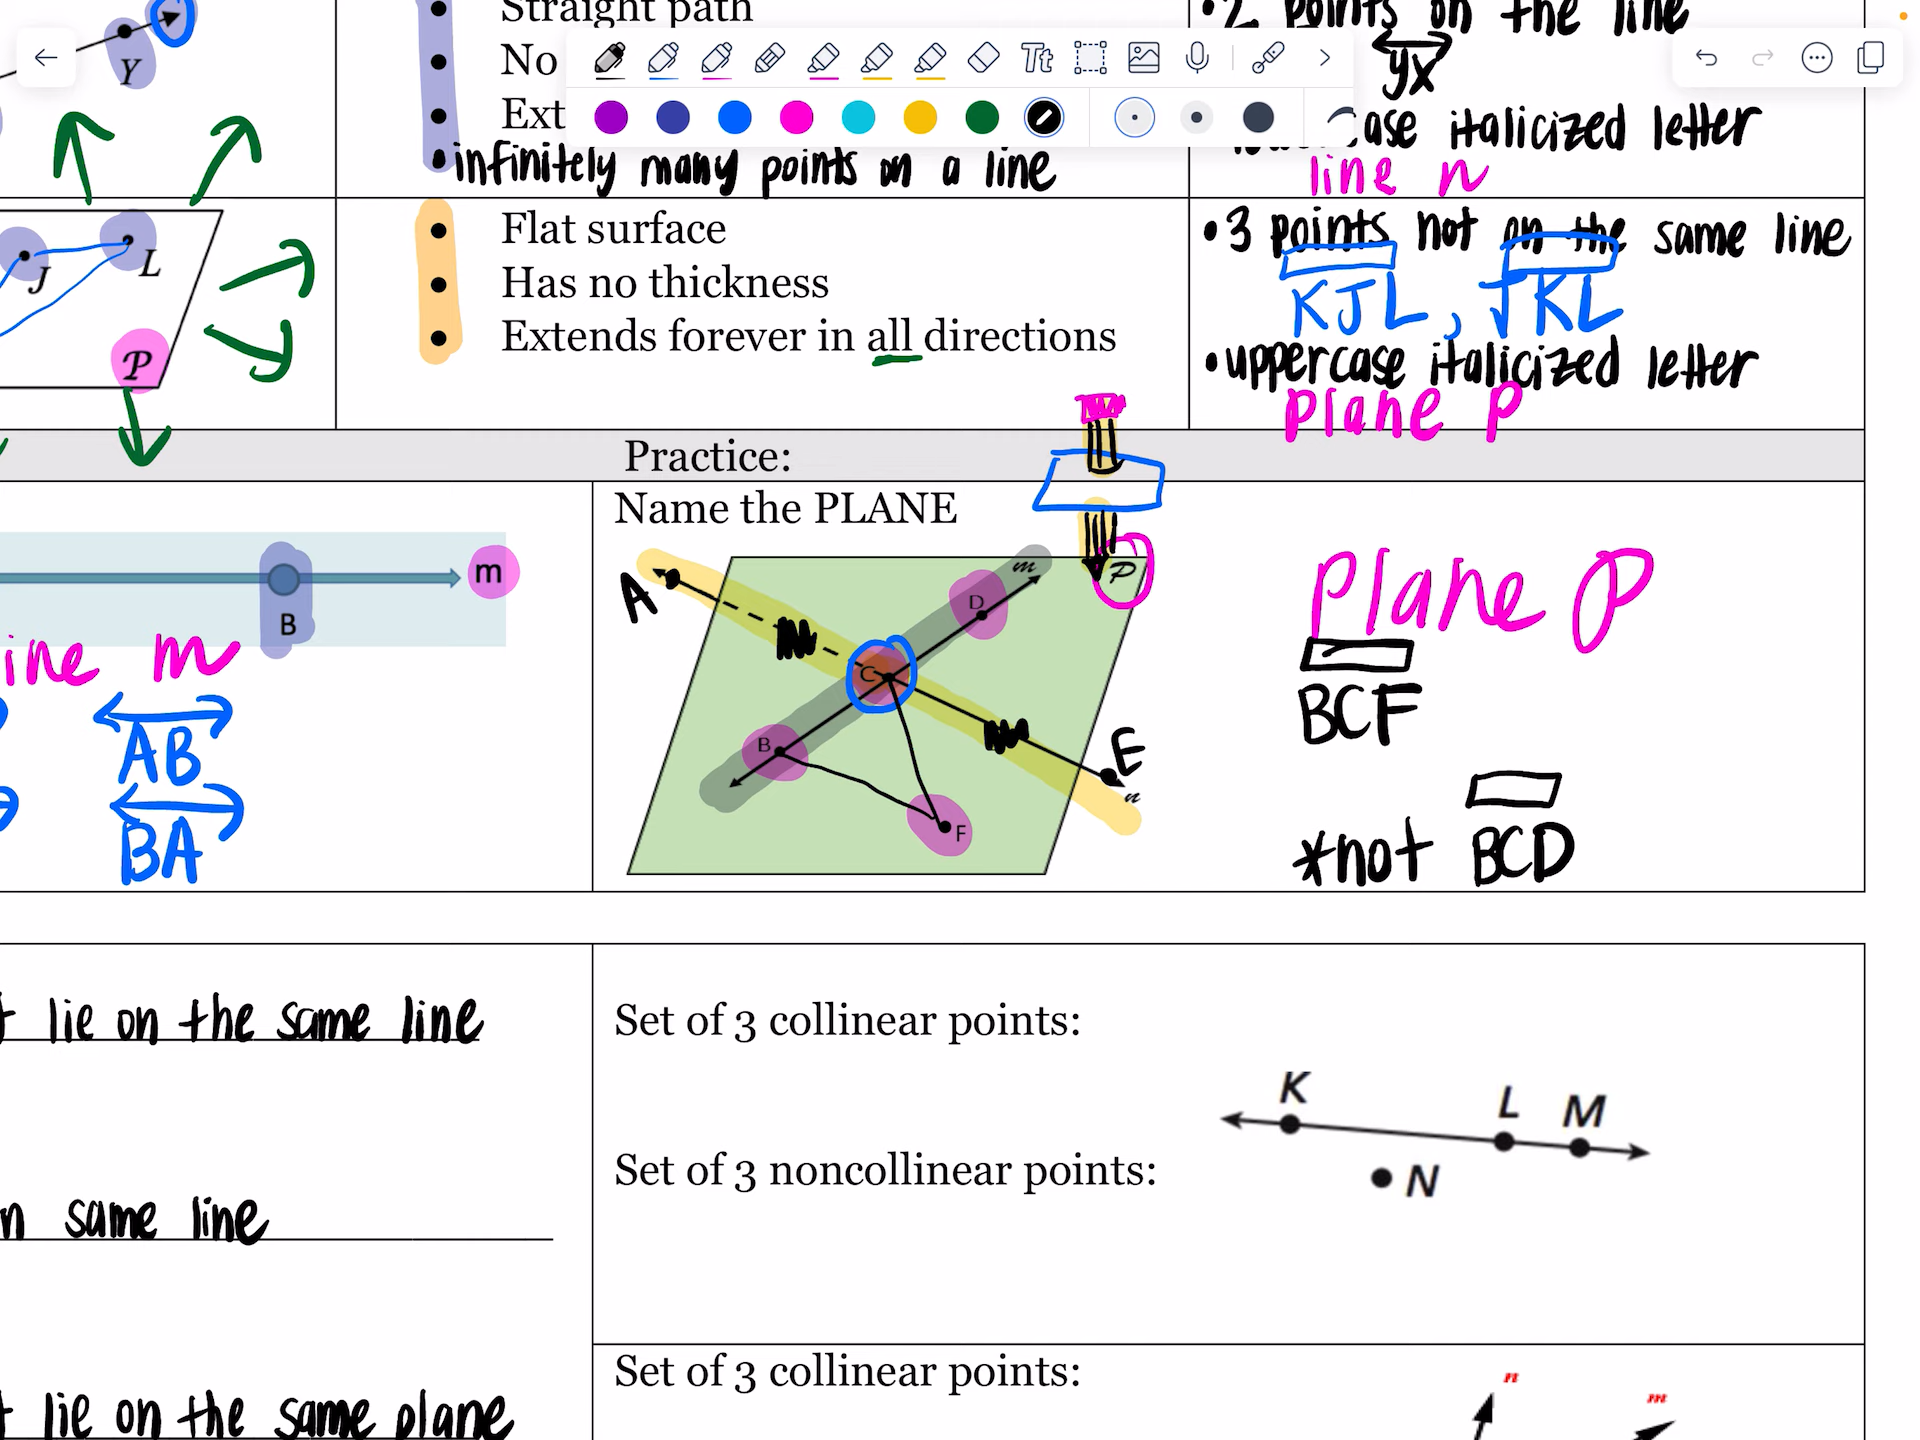 Straight path
•2 points on the line
No
yx
Y
Ext
case italicized letter
•infinitely many points on a line
line n
• Flat surface
•3 points not on the same line
J
L
• Has no thickness
KJL, JKL
• Extends forever in all directions
•uppercase italicized letter
P
plane P
Practice:
Name the PLANE
m
B
ine m
AB
BA
A
m
P
D
C
B
E
n
F
plane P
BCF
*not BCD
t lie on the same line
Set of 3 collinear points:
K
L
M
N
Set of 3 noncollinear points:
n same line
Set of 3 collinear points:
n
m
t lie on the same plane
Tt